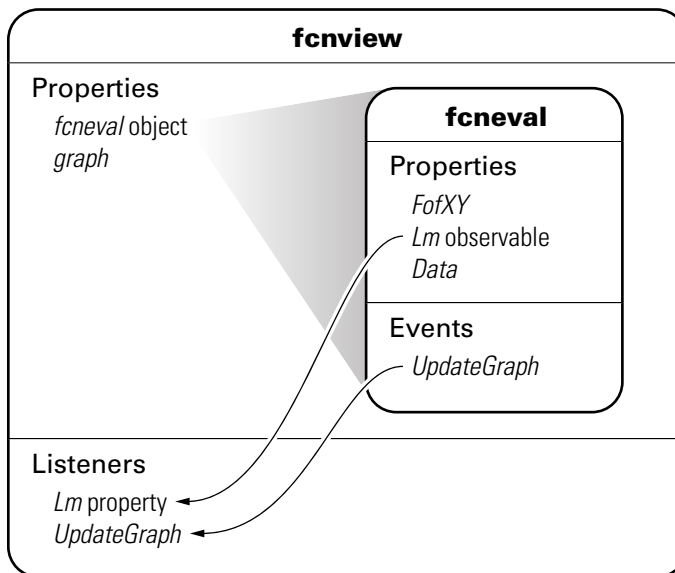 fcnview
Properties
fcneval object
graph
fcneval
Properties
FofXY
Lm observable
Data
Events
UpdateGraph
Listeners
Lm property
UpdateGraph